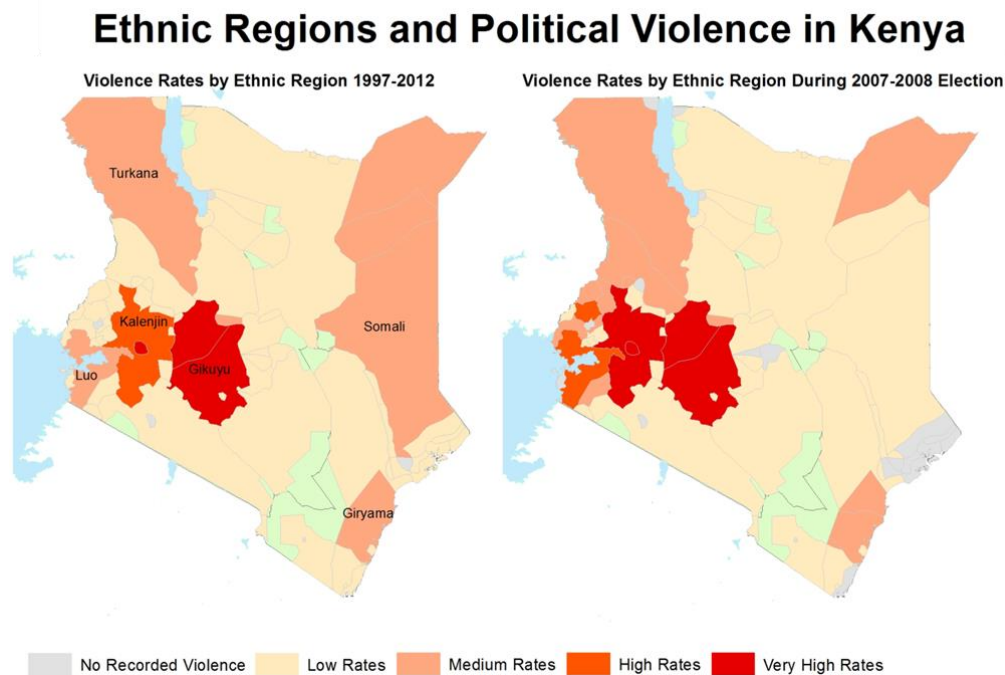 Ethnic Regions and Political Violence in Kenya
Violence Rates by Ethnic Region 1997-2012
Violence Rates by Ethnic Region During 2007-2008 Election
Turkana
Kalenjin
Somali
Luo
Gikuyu
Giryama
No Recorded Violence
Low Rates
Medium Rates
High Rates
Very High Rates